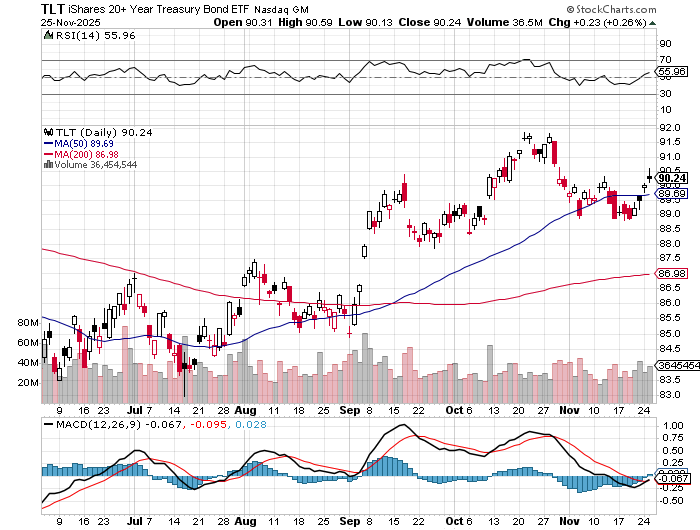 TLT iShares 20+ Year Treasury Bond ETF Nasdaq GM © StockCharts.com
25-Nov-2025 Open 90.31 High 90.59 Low 90.13 Close 90.24 Volume 36.5M Chg +0.23 (+0.26%)
RSI(14) 55.96
90
70
55.96
50
30
10
TLT (Daily) 90.24
MA(50) 89.69
MA(200) 86.98
Volume 36,454,544
92.0
91.5
91.0
90.5
90.24
90.0
89.69
89.5
89.0
88.5
88.0
87.5
86.98
86.5
86.0
85.5
85.0
84.5
3645454
83.5
83.0
80M
60M
40M
20M
9 16 23 Jul 7 14 21 28 Aug 11 18 25 Sep 8 15 22 Oct 6 13 20 27 Nov 10 17 24
MACD(12,26,9) -0.067, -0.095, 0.028
1.00
0.75
0.50
0.25
-0.067
-0.25
-0.50
9 16 23 Jul 7 14 21 28 Aug 11 18 25 Sep 8 15 22 Oct 6 13 20 27 Nov 10 17 24